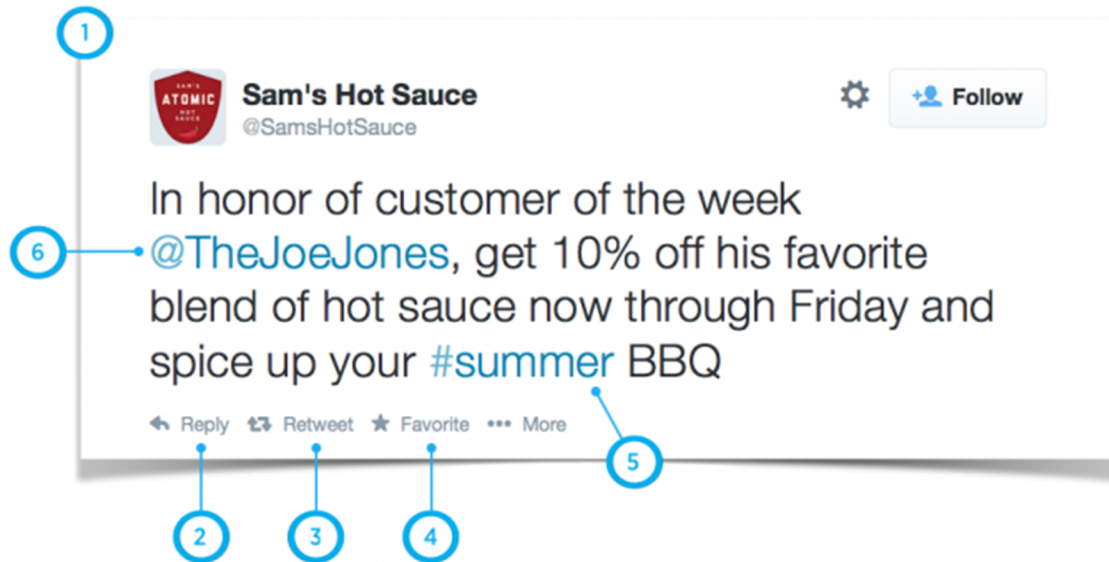 1
SAM'S
ATOMIC
HOT
SAUCE
Sam's Hot Sauce
@SamsHotSauce
Follow
In honor of customer of the week
6
@TheJoeJones, get 10% off his favorite
blend of hot sauce now through Friday and
spice up your #summer BBQ
Reply Retweet Favorite More
5
2 3 4